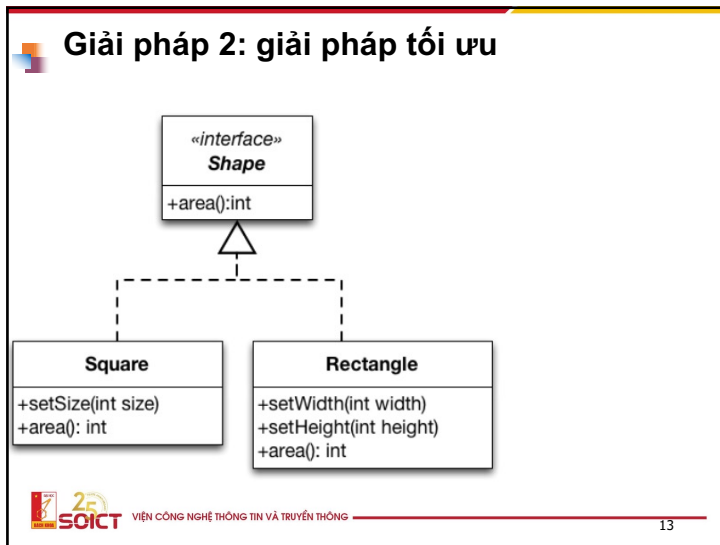 Giải pháp 2: giải pháp tối ưu
«interface»
Shape
+area():int
Square
+setSize(int size)
+area(): int
Rectangle
+setWidth(int width)
+setHeight(int height)
+area(): int
25
SOICT
VIỆN CÔNG NGHỆ THÔNG TIN VÀ TRUYỀN THÔNG
13